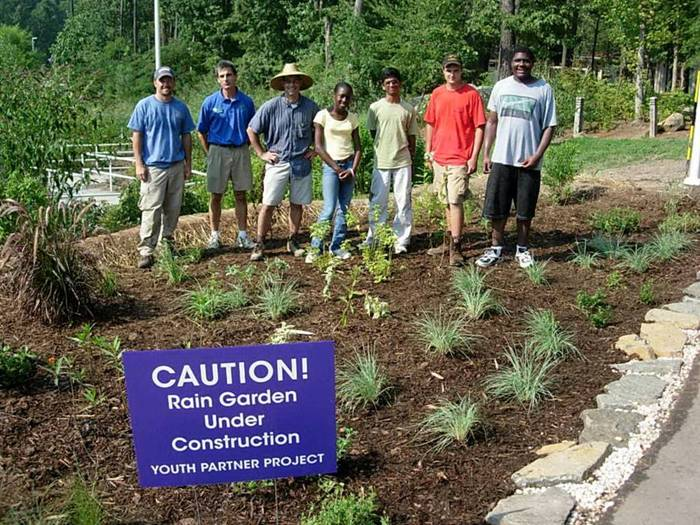 CAUTION!
Rain Garden
Under
Construction
YOUTH PARTNER PROJECT